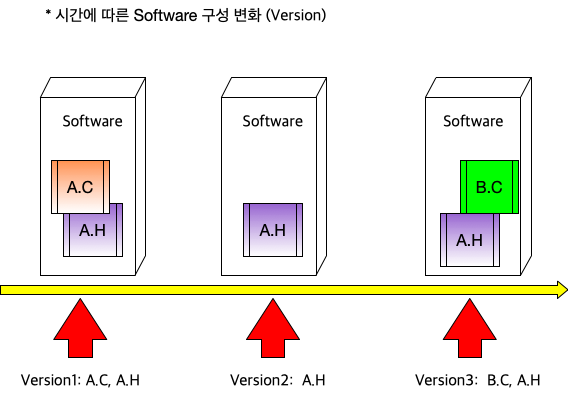 * 시간에 따른 Software 구성 변화 (Version)
Software
Software
Software
A.C
A.H
A.H
B.C
A.H
Version1: A.C, A.H
Version2: A.H
Version3: B.C, A.H